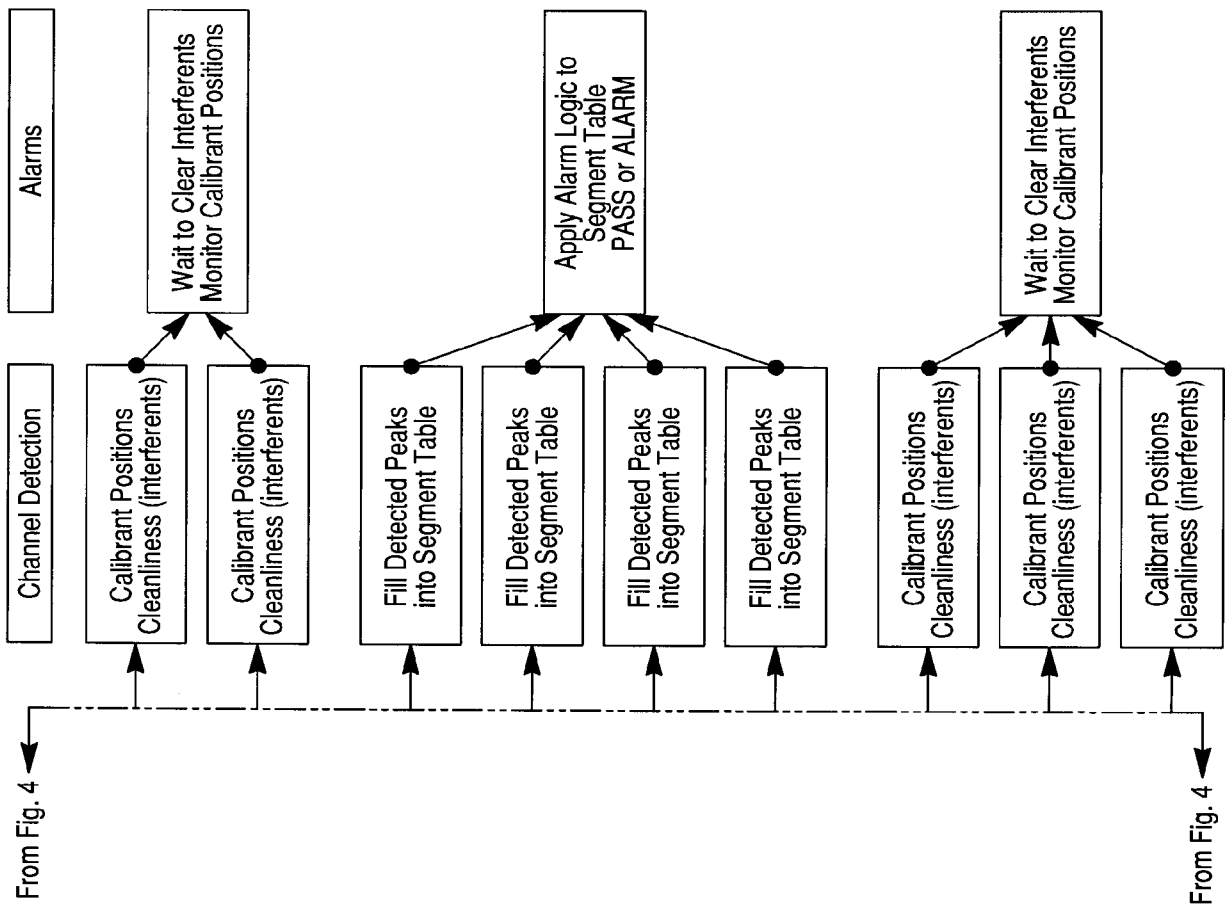 Channel Detection
Alarms
Calibrant Positions
Cleanliness (interferents)
Calibrant Positions
Cleanliness (interferents)
Wait to Clear Interferents
Monitor Calibrant Positions
Fill Detected Peaks
into Segment Table
Fill Detected Peaks
into Segment Table
Fill Detected Peaks
into Segment Table
Fill Detected Peaks
into Segment Table
Apply Alarm Logic to
Segment Table
PASS or ALARM
Calibrant Positions
Cleanliness (interferents)
Calibrant Positions
Cleanliness (interferents)
Calibrant Positions
Cleanliness (interferents)
Wait to Clear Interferents
Monitor Calibrant Positions
From Fig. 4
From Fig. 4